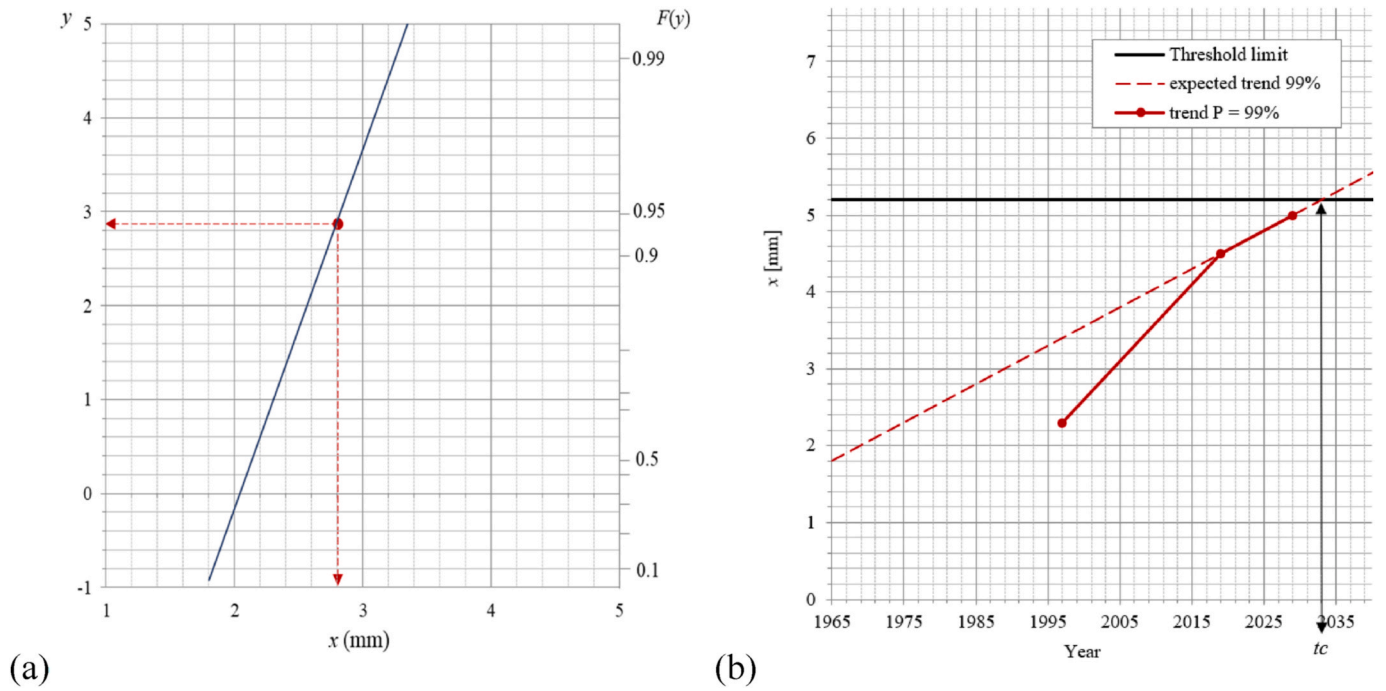 y
F(y)
5
4
3
2
1
0
-1
0.99
0.95
0.9
0.5
0.1
1 2 3 4 5
x (mm)
(a)
Threshold limit
expected trend 99%
trend P = 99%
7
6
5
4
3
2
1
0
x [mm]
1965 1975 1985 1995 2005 2015 2025 2035
Year
tc
(b)